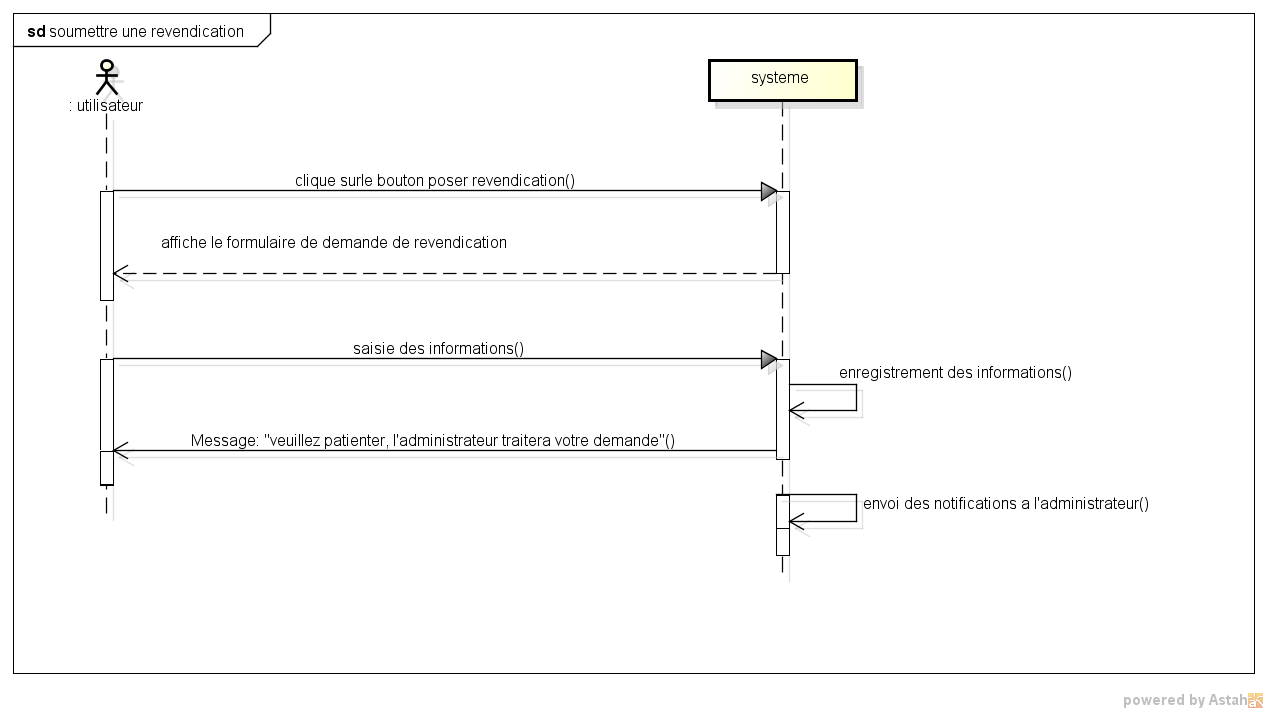 sd soumettre une revendication
: utilisateur
systeme
clique surle bouton poser revendication()
affiche le formulaire de demande de revendication
saisie des informations()
enregistrement des informations()
Message: "veuillez patienter, l'administrateur traitera votre demande"()
envoi des notifications a l'administrateur()
powered by Astah